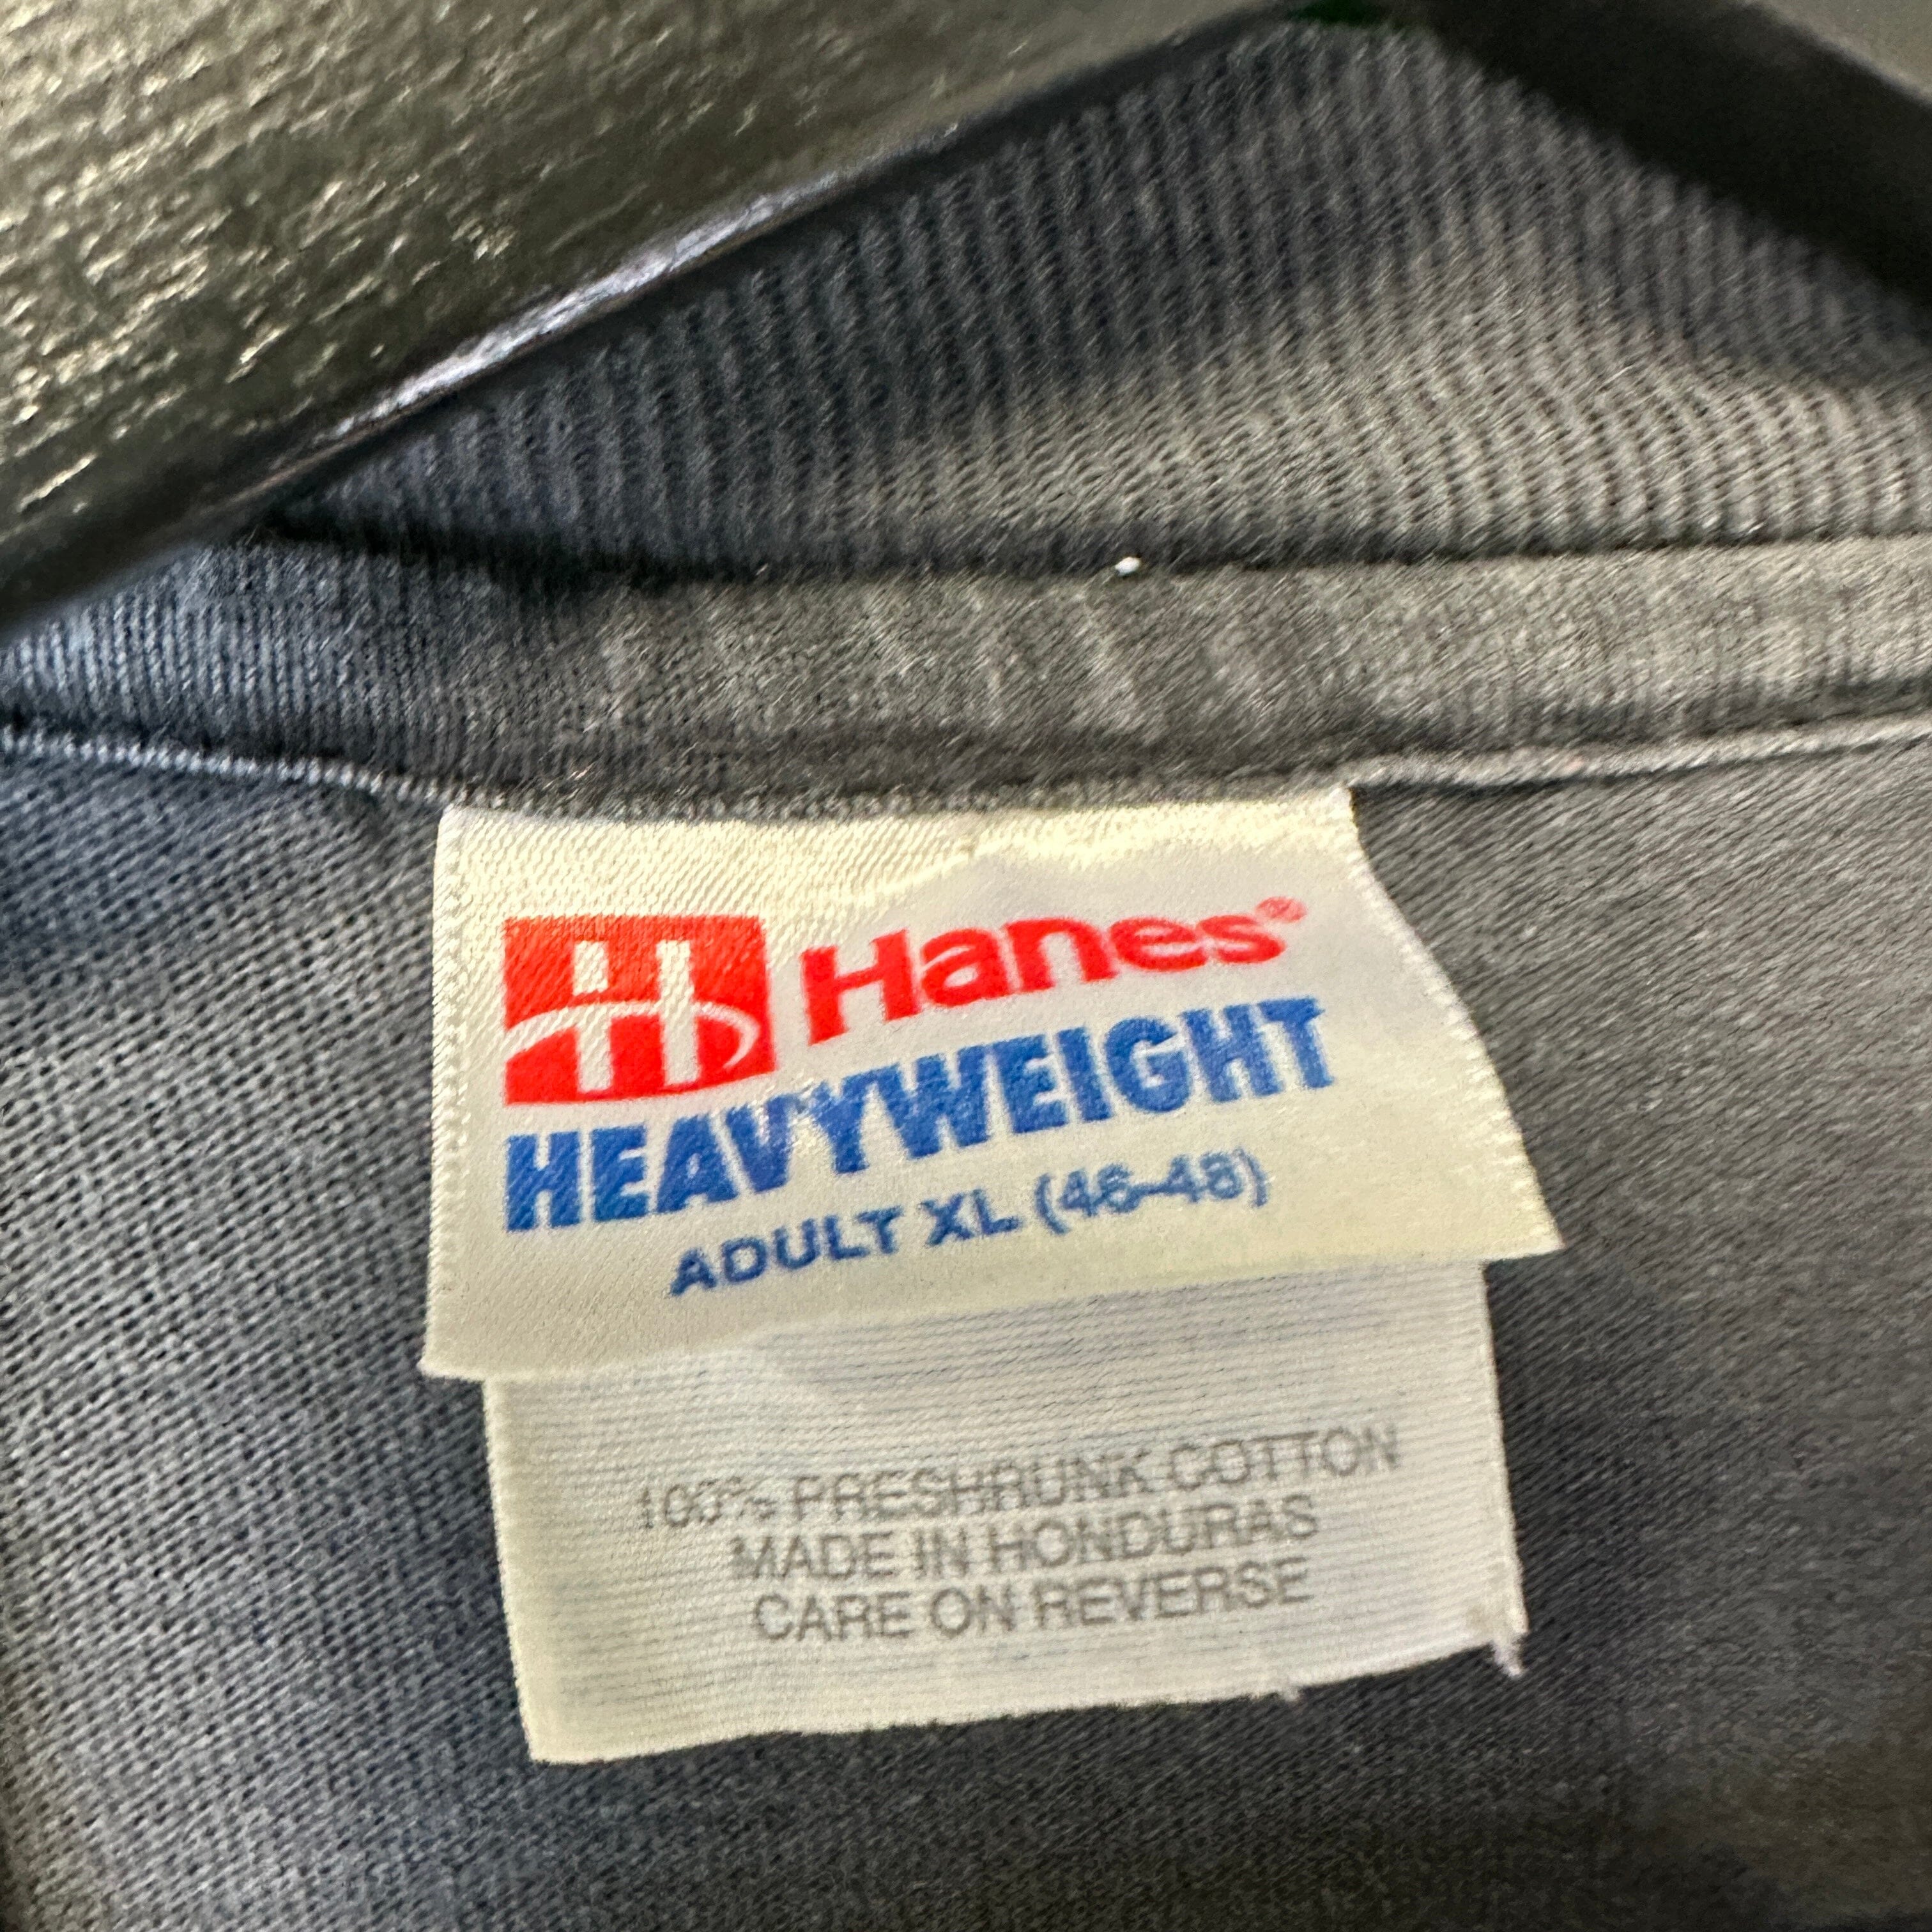 H Hanes®
HEAVYWEIGHT
ADULT XL (46-48)
100% PRESHRUNK COTTON
MADE IN HONDURAS
CARE ON REVERSE